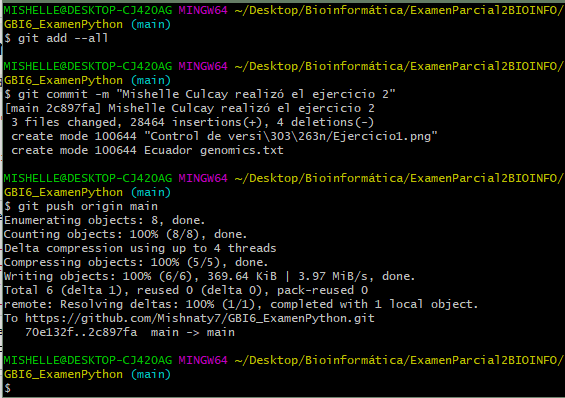 MISHELLE@DESKTOP-CJ42OAG MINGW64 ~/Desktop/Bioinformática/ExamenParcial2BIOINFO/
GBI6_ExamenPython (main)
$ git add --all
MISHELLE@DESKTOP-CJ42OAG MINGW64 ~/Desktop/Bioinformática/ExamenParcial2BIOINFO/
GBI6_ExamenPython (main)
$ git commit -m "Mishelle Culcay realizó el ejercicio 2"
[main 2c897fa] Mishelle Culcay realizó el ejercicio 2
 3 files changed, 28464 insertions(+), 4 deletions(-)
 create mode 100644 "Control de versi\303\263n/Ejercicio1.png"
 create mode 100644 Ecuador genomics.txt
MISHELLE@DESKTOP-CJ42OAG MINGW64 ~/Desktop/Bioinformática/ExamenParcial2BIOINFO/
GBI6_ExamenPython (main)
$ git push origin main
Enumerating objects: 8, done.
Counting objects: 100% (8/8), done.
Delta compression using up to 4 threads
Compressing objects: 100% (5/5), done.
Writing objects: 100% (6/6), 369.64 KiB | 3.97 MiB/s, done.
Total 6 (delta 1), reused 0 (delta 0), pack-reused 0
remote: Resolving deltas: 100% (1/1), completed with 1 local object.
To https://github.com/Mishnaty7/GBI6_ExamenPython.git
   70e132f..2c897fa  main -> main
MISHELLE@DESKTOP-CJ42OAG MINGW64 ~/Desktop/Bioinformática/ExamenParcial2BIOINFO/
GBI6_ExamenPython (main)
$